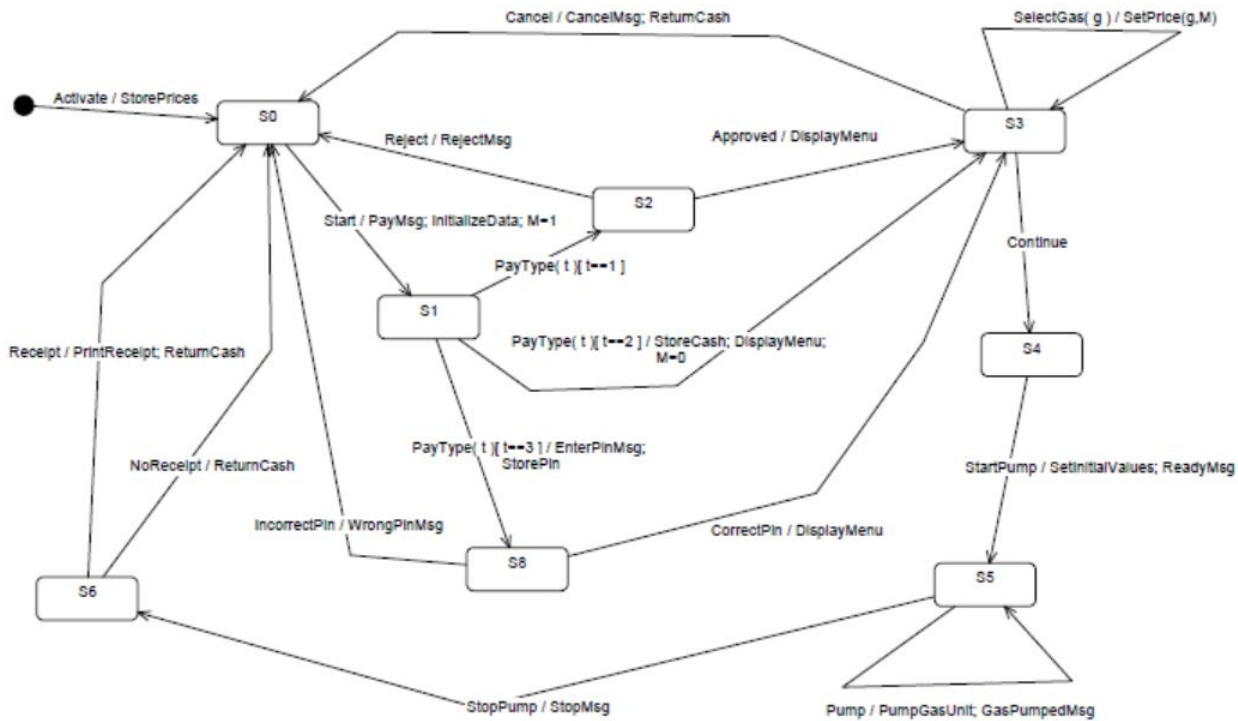 Cancel / CancelMsg; ReturnCash
SelectGas( g ) / SetPrice(g,M)
Activate / StorePrices
S0
S3
Reject / RejectMsg
Approved / DisplayMenu
S2
Start / PayMsg; InitializeData; M=1
Continue
PayType( t )[ t==1 ]
S1
PayType( t )[ t==2 ] / StoreCash; DisplayMenu;
M=0
Receipt / PrintReceipt; ReturnCash
S4
PayType( t )[ t==3 ] / EnterPinMsg;
StorePin
NoReceipt / ReturnCash
StartPump / SetInitialValues; ReadyMsg
IncorrectPin / WrongPinMsg
CorrectPin / DisplayMenu
S8
S5
S6
StopPump / StopMsg
Pump / PumpGasUnit; GasPumpedMsg